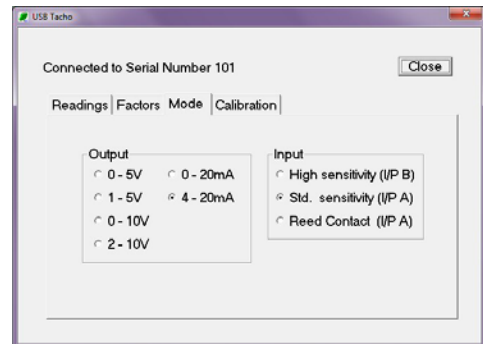 USB Tacho
Connected to Serial Number 101
Close
Readings Factors Mode Calibration
Output
0 - 5V 0 - 20mA
1 - 5V 4 - 20mA
0 - 10V
2 - 10V
Input
High sensitivity (I/P B)
Std. sensitivity (I/P A)
Reed Contact (I/P A)